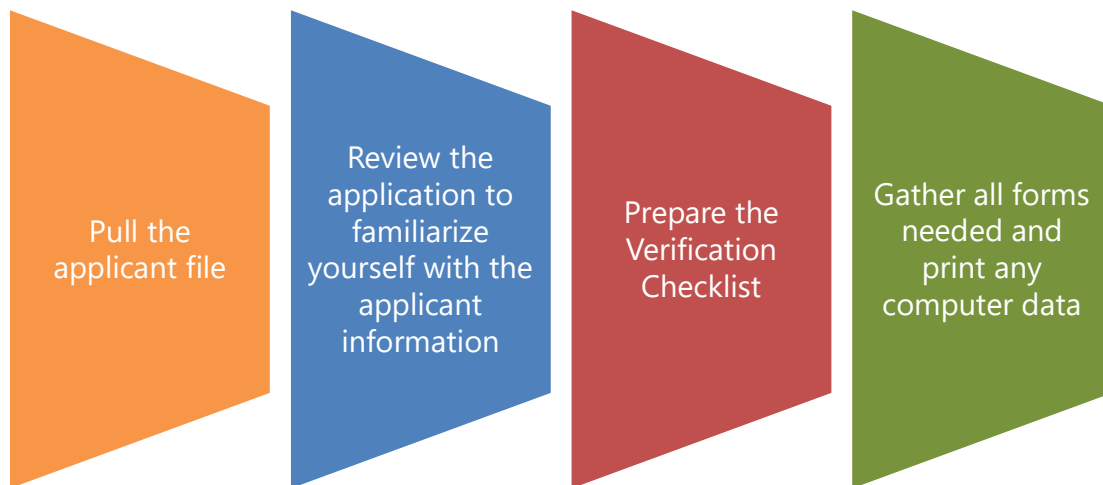 Pull the
applicant file
Review the
application to
familiarize
yourself with the
applicant
information
Prepare the
Verification
Checklist
Gather all forms
needed and
print any
computer data